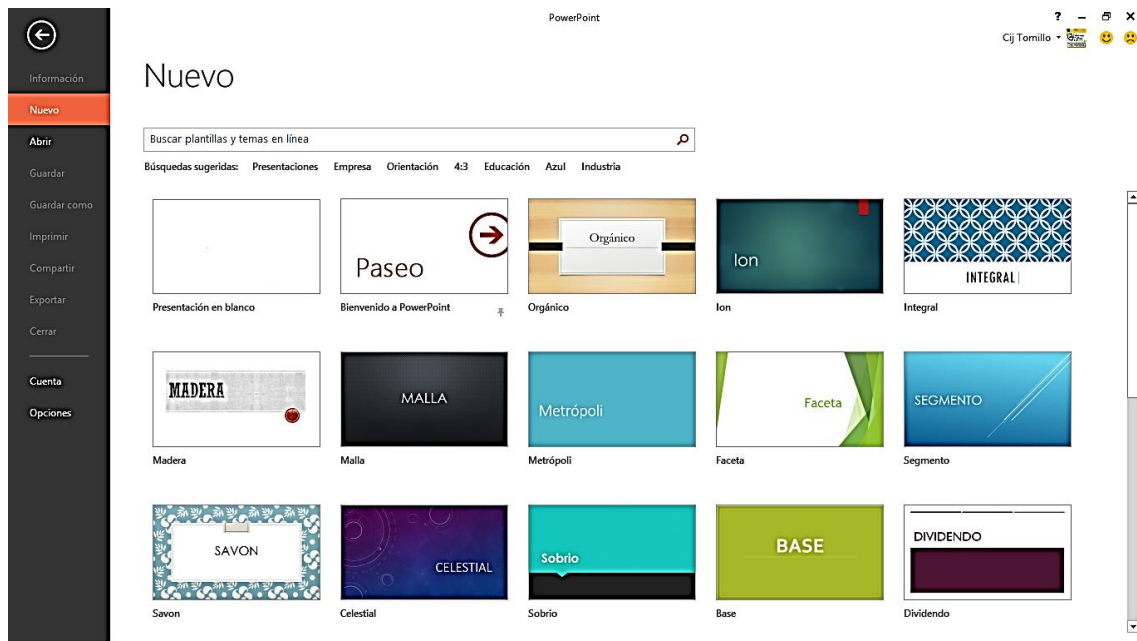 PowerPoint
?
Cij Tomillo
Información
Nuevo
Abrir
Guardar
Guardar como
Imprimir
Compartir
Exportar
Cerrar
Cuenta
Opciones
Nuevo
Buscar plantillas y temas en línea
Búsquedas sugeridas: Presentaciones Empresa Orientación 4:3 Educación Azul Industria
Paseo
Orgánico
Ion
INTEGRAL
Presentación en blanco
Bienvenido a PowerPoint
Orgánico
Ion
Integral
MADERA
MALLA
Metrópoli
Faceta
SEGMENTO
Madera
Malla
Metrópoli
Faceta
Segmento
SAVON
CELESTIAL
Sobrio
BASE
DIVIDENDO
Savon
Celestial
Sobrio
Base
Dividendo